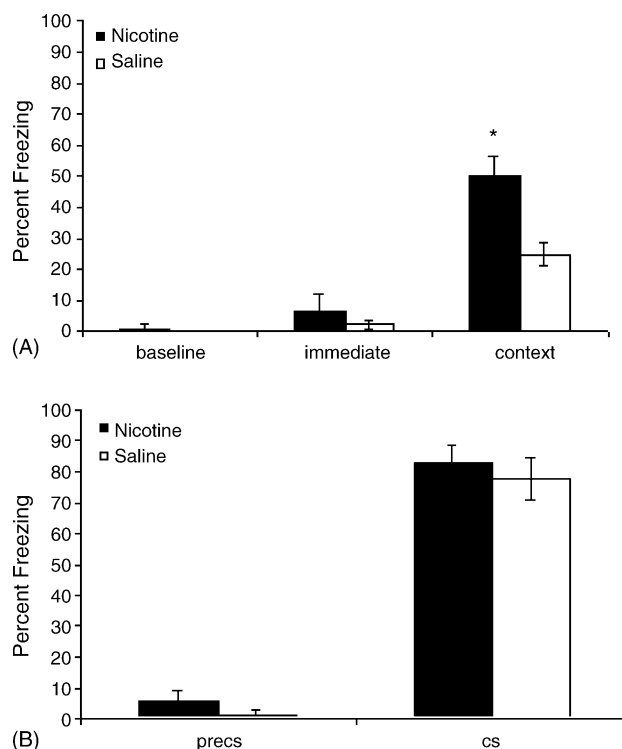 100
90
80
70
60
50
40
30
20
10
0
Percent Freezing
Nicotine
Saline
*
baseline immediate context
(A)
100
90
80
70
60
50
40
30
20
10
0
Percent Freezing
Nicotine
Saline
precs cs
(B)